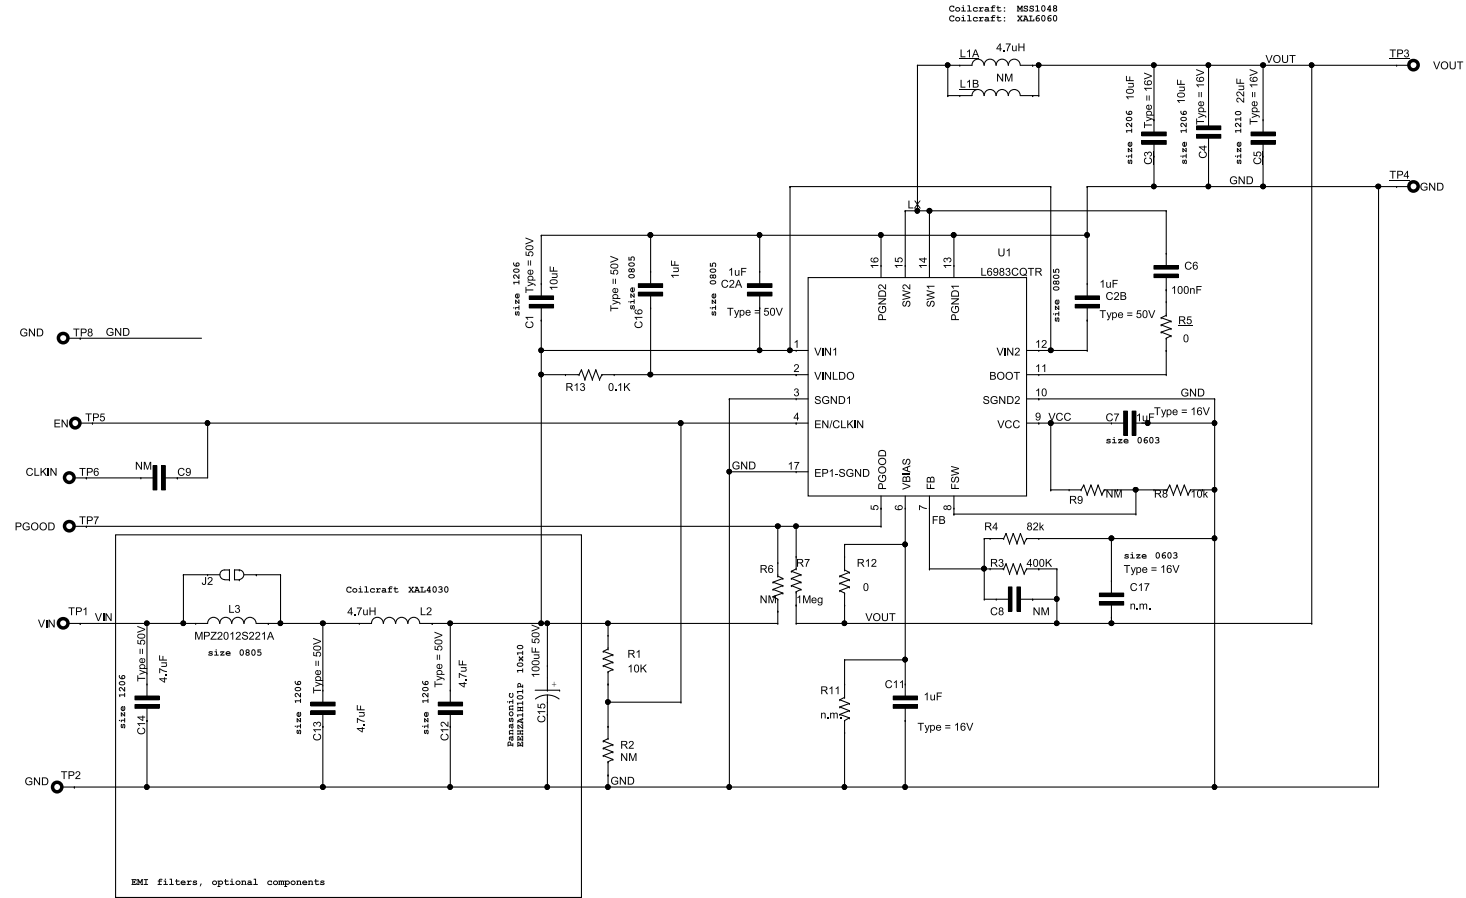 Coilcraft: MSS1048
Coilcraft: XAL6060
L1A
4.7uH
NM
L1B
VOUT
TP3
VOUT
size 1206
10uF
Type = 16V
C3
size 1206
10uF
Type = 16V
C4
size 1210
22uF
Type = 16V
C5
GND
TP4
GND
LX
size 1206
Type = 50V
10uF
C1
Type = 50V
size 0805
1uF
C16
size 0805
1uF
C2A
Type = 50V
16
15
14
13
U1
L6983CQTR
PGND2
SW2
SW1
PGND1
size 0805
1uF
C2B
Type = 50V
C6
100nF
R5
0
GND
TP8
GND
1
VIN1
VIN2
12
R13
0.1K
2
VINLDO
BOOT
11
3
SGND1
SGND2
10
GND
EN
TP5
4
EN/CLKIN
VCC
9
VCC
C7
1uF
Type = 16V
size 0603
CLKIN
TP6
NM
C9
GND
17
EP1-SGND
PGOOD
VBIAS
FB
FSW
R9
NM
R8
10k
PGOOD
TP7
5
6
7
8
FB
R4
82k
R6
NM
R7
1Meg
R12
0
R3
400K
C8
NM
size 0603
Type = 16V
C17
n.m.
J2
Coilcraft XAL4030
VIN
TP1
VIN
L3
MPZ2012S221A
size 0805
4.7uH
L2
VOUT
size 1206
Type = 50V
4.7uF
C14
size 1206
Type = 50V
4.7uF
C13
size 1206
Type = 50V
4.7uF
C12
Panasonic
EEHZA1H101P 10x10
100uF 50V
+
C15
R1
10K
R2
NM
R11
n.m.
C11
1uF
Type = 16V
GND
TP2
GND
EMI filters, optional components